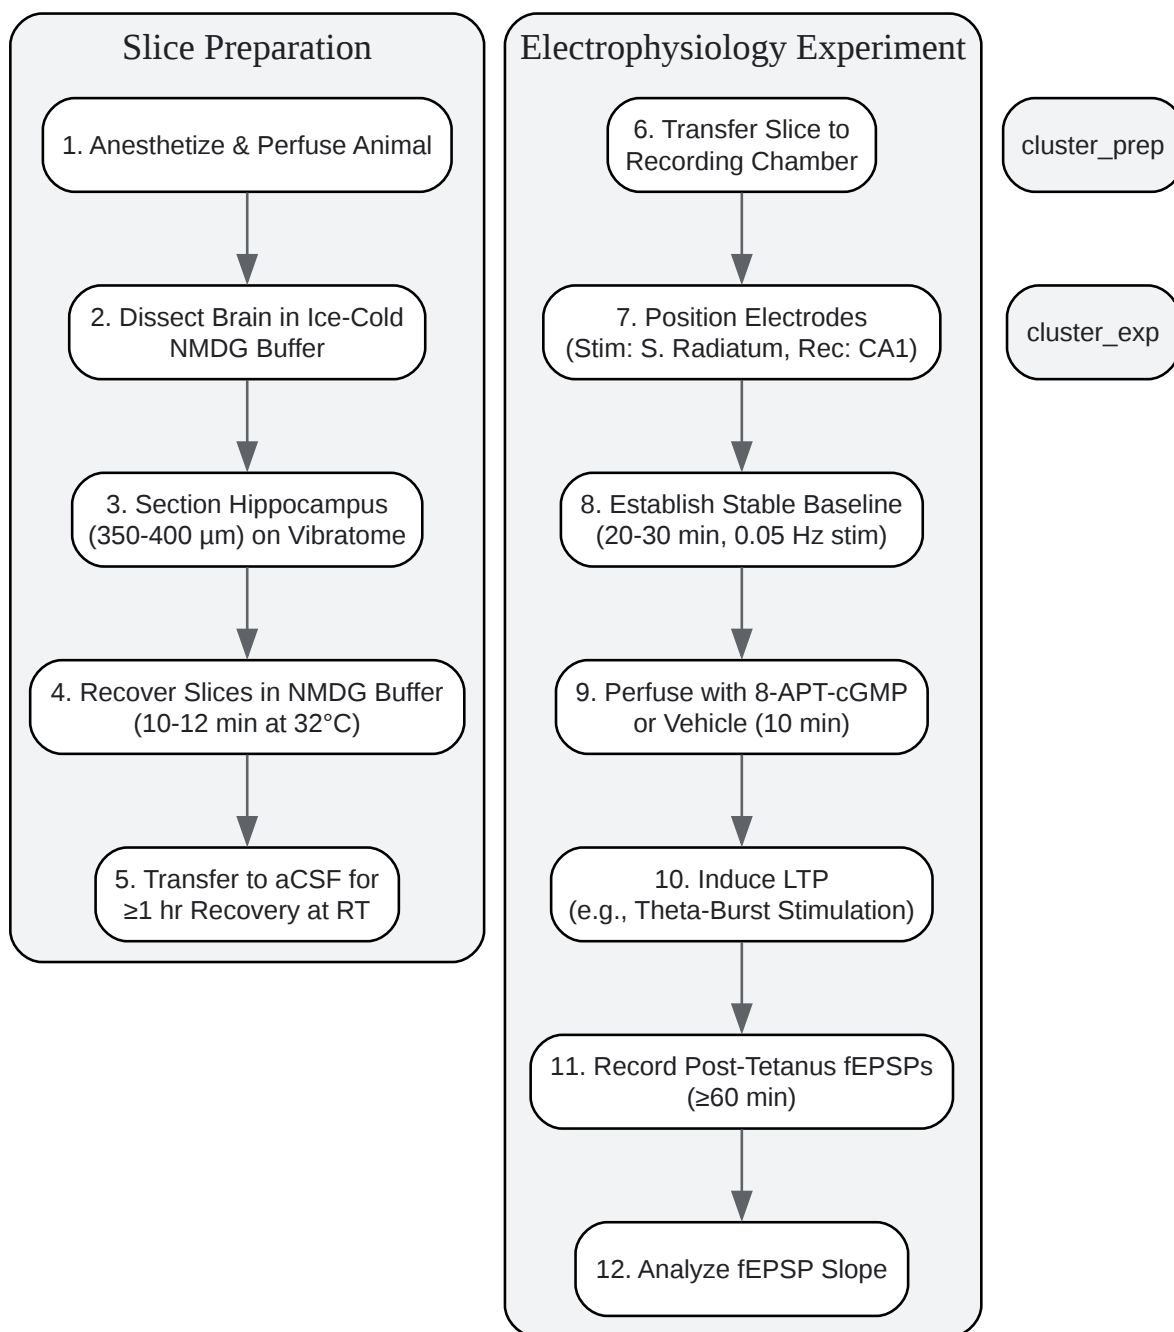 Slice Preparation
1. Anesthetize & Perfuse Animal
2. Dissect Brain in Ice-Cold
NMDG Buffer
3. Section Hippocampus
(350-400 µm) on Vibratome
4. Recover Slices in NMDG Buffer
(10-12 min at 32°C)
5. Transfer to aCSF for
≥1 hr Recovery at RT
Electrophysiology Experiment
6. Transfer Slice to
Recording Chamber
7. Position Electrodes
(Stim: S. Radiatum, Rec: CA1)
8. Establish Stable Baseline
(20-30 min, 0.05 Hz stim)
9. Perfuse with 8-APT-cGMP
or Vehicle (10 min)
10. Induce LTP
(e.g., Theta-Burst Stimulation)
11. Record Post-Tetanus fEPSPs
(≥60 min)
12. Analyze fEPSP Slope
cluster_prep
cluster_exp